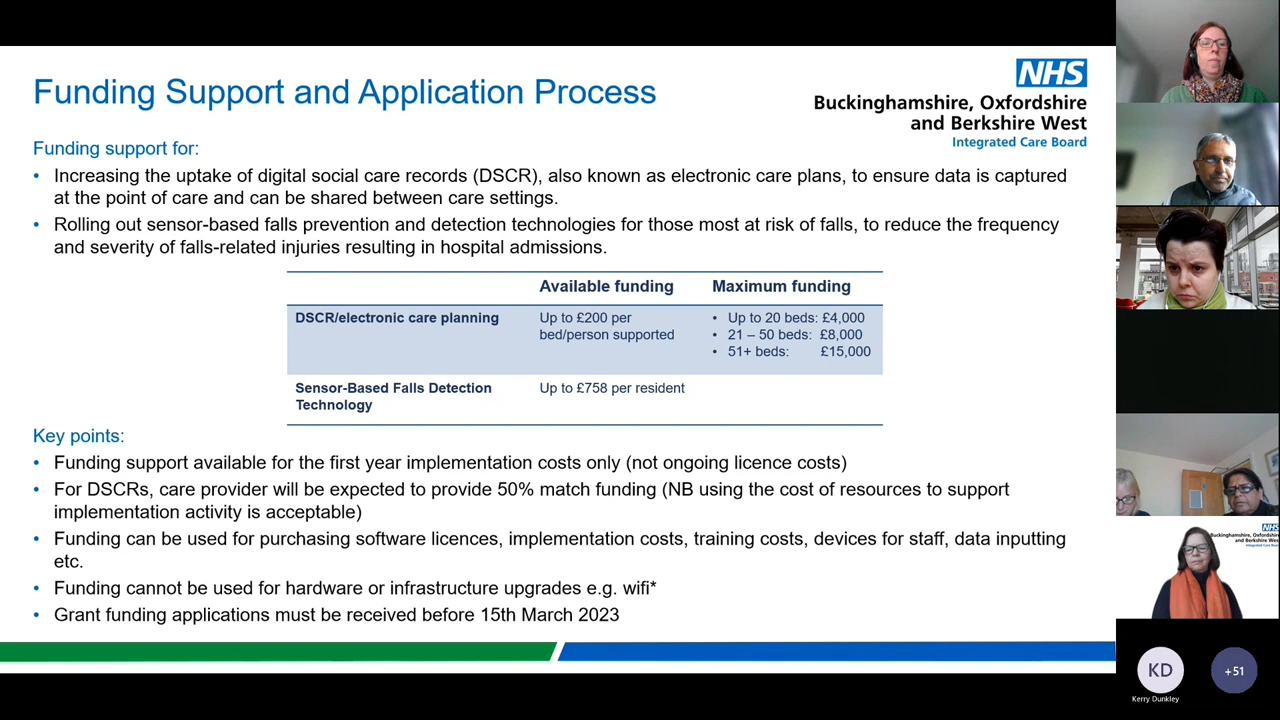 Funding Support and Application Process
NHS
Buckinghamshire, Oxfordshire
and Berkshire West
Integrated Care Board
Funding support for:
• Increasing the uptake of digital social care records (DSCR), also known as electronic care plans, to ensure data is captured
at the point of care and can be shared between care settings.
• Rolling out sensor-based falls prevention and detection technologies for those most at risk of falls, to reduce the frequency
and severity of falls-related injuries resulting in hospital admissions.
Available funding Maximum funding
DSCR/electronic care planning Up to £200 per • Up to 20 beds: £4,000
bed/person supported • 21 – 50 beds: £8,000
• 51+ beds: £15,000
Sensor-Based Falls Detection Up to £758 per resident
Technology
Key points:
• Funding support available for the first year implementation costs only (not ongoing licence costs)
• For DSCRs, care provider will be expected to provide 50% match funding (NB using the cost of resources to support
implementation activity is acceptable)
• Funding can be used for purchasing software licences, implementation costs, training costs, devices for staff, data inputting
etc.
• Funding cannot be used for hardware or infrastructure upgrades e.g. wifi*
• Grant funding applications must be received before 15th March 2023
NHS
Buckinghamshire, Oxfordshire
and Berkshire West
KD
Kerry Dunkley
+51